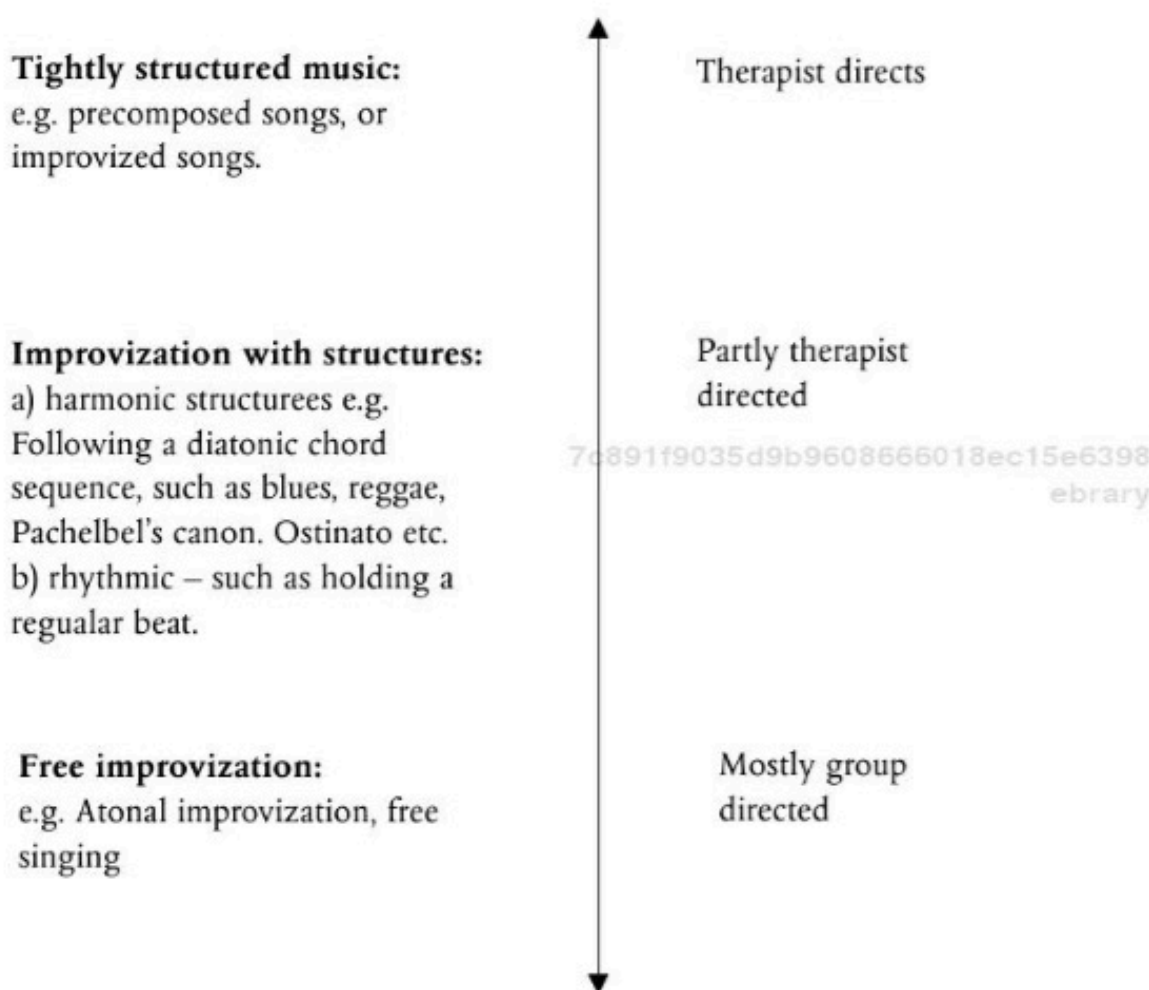 Tightly structured music:
e.g. precomposed songs, or
improvized songs.
Therapist directs
Improvization with structures:
a) harmonic structurees e.g.
Following a diatonic chord
sequence, such as blues, reggae,
Pachelbel's canon. Ostinato etc.
b) rhythmic – such as holding a
regualar beat.
Partly therapist
directed
7c891f9035d9b9608666018ec15e6398
ebrary
Free improvization:
e.g. Atonal improvization, free
singing
Mostly group
directed